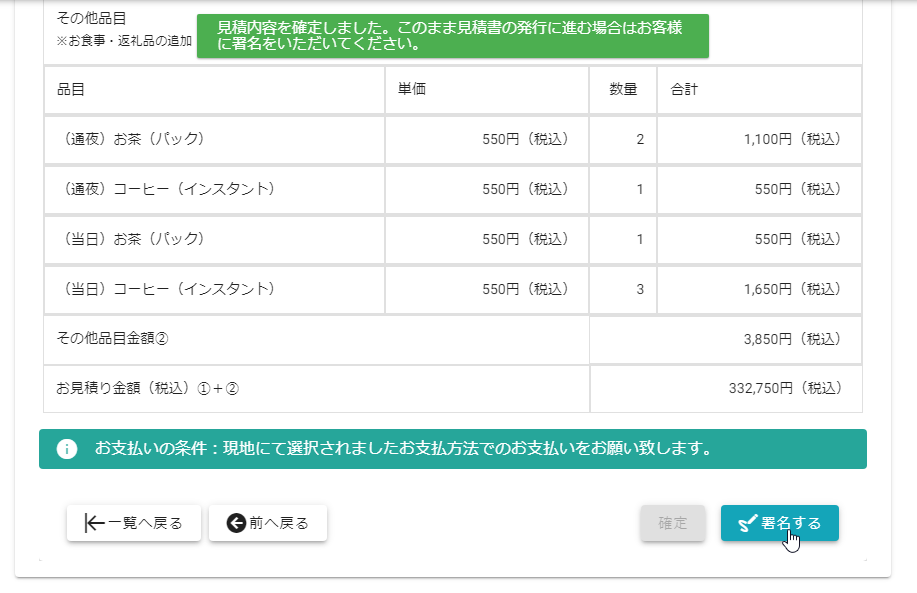 その他品目
※お食事・返礼品の追加
見積内容を確定しました。このまま見積書の発行に進む場合はお客様
に署名をいただいてください。
品目 単価 数量 合計
（通夜）お茶（パック） 550円（税込） 2 1,100円（税込）
（通夜）コーヒー（インスタント） 550円（税込） 1 550円（税込）
（当日）お茶（パック） 550円（税込） 1 550円（税込）
（当日）コーヒー（インスタント） 550円（税込） 3 1,650円（税込）
その他品目金額② 3,850円（税込）
お見積り金額（税込）①＋② 332,750円（税込）
お支払いの条件：現地にて選択されましたお支払方法でのお支払いをお願い致します。
一覧へ戻る 前へ戻る 確定 署名する